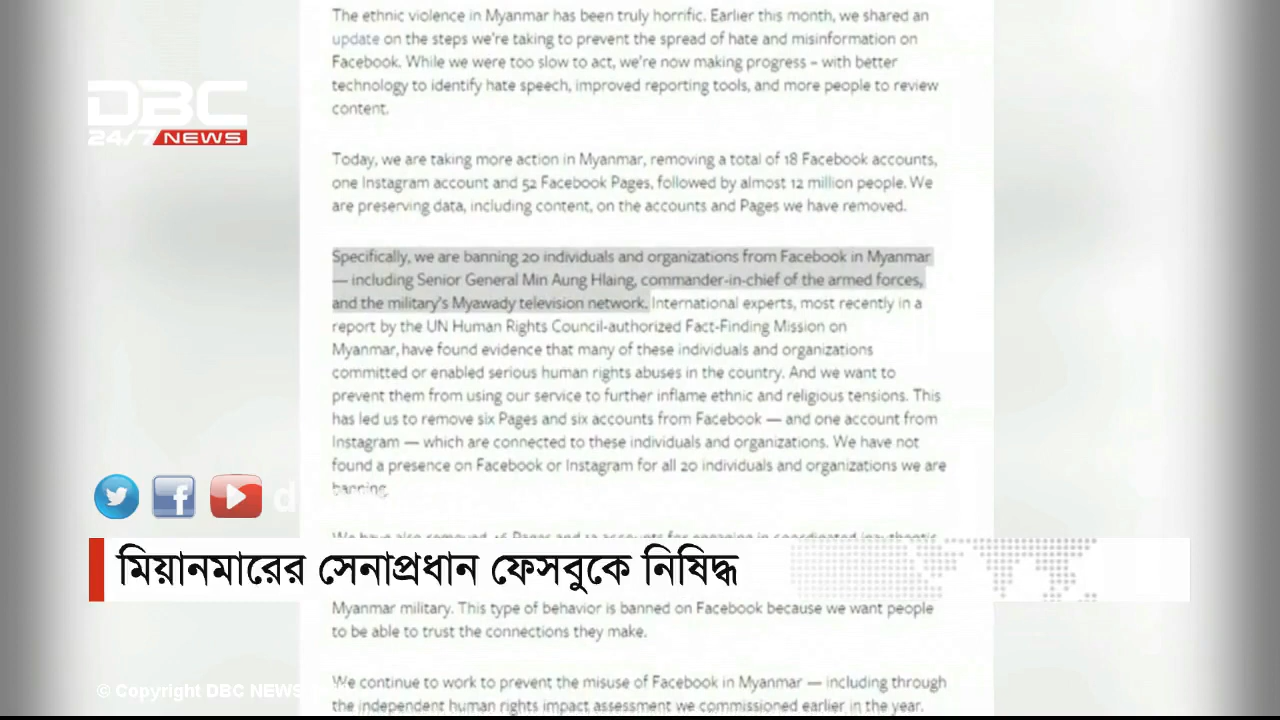 The ethnic violence in Myanmar has been truly horrific. Earlier this month, we shared an
update on the steps we're taking to prevent the spread of hate and misinformation on
Facebook. While we were too slow to act, we're now making progress – with better
technology to identify hate speech, improved reporting tools, and more people to review
content.
DBC
24/7 NEWS
Today, we are taking more action in Myanmar, removing a total of 18 Facebook accounts,
one Instagram account and 52 Facebook Pages, followed by almost 12 million people. We
are preserving data, including content, on the accounts and Pages we have removed.
Specifically, we are banning 20 individuals and organizations from Facebook in Myanmar
— including Senior General Min Aung Hlaing, commander-in-chief of the armed forces,
and the military's Myawady television network. International experts, most recently in a
report by the UN Human Rights Council-authorized Fact-Finding Mission on
Myanmar, have found evidence that many of these individuals and organizations
committed or enabled serious human rights abuses in the country. And we want to
prevent them from using our service to further inflame ethnic and religious tensions. This
has led us to remove six Pages and six accounts from Facebook — and one account from
Instagram — which are connected to these individuals and organizations. We have not
found a presence on Facebook or Instagram for all 20 individuals and organizations we are
banning.
মিয়ানমারের সেনাপ্রধান ফেসবুকে নিষিদ্ধ
Myanmar military. This type of behavior is banned on Facebook because we want people
to be able to trust the connections they make.
We continue to work to prevent the misuse of Facebook in Myanmar — including through
the independent human rights impact assessment we commissioned earlier in the year.
© Copyright DBC NEWS